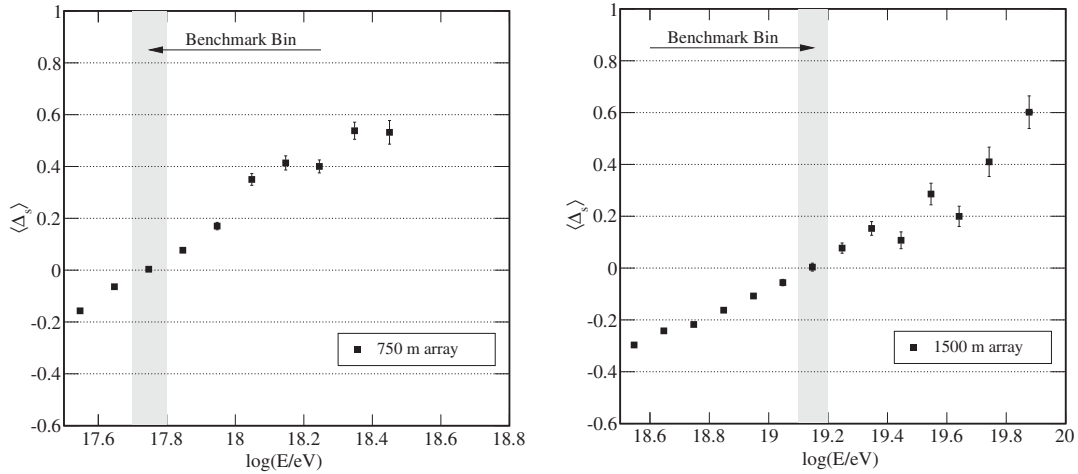 1
0.8
0.6
0.4
0.2
0
-0.2
-0.4
-0.6
⟨Δs⟩
Benchmark Bin
750 m array
17.6 17.8 18 18.2 18.4 18.6 18.8
log(E/eV)
1
0.8
0.6
0.4
0.2
0
-0.2
-0.4
-0.6
⟨Δs⟩
Benchmark Bin
1500 m array
18.6 18.8 19 19.2 19.4 19.6 19.8 20
log(E/eV)